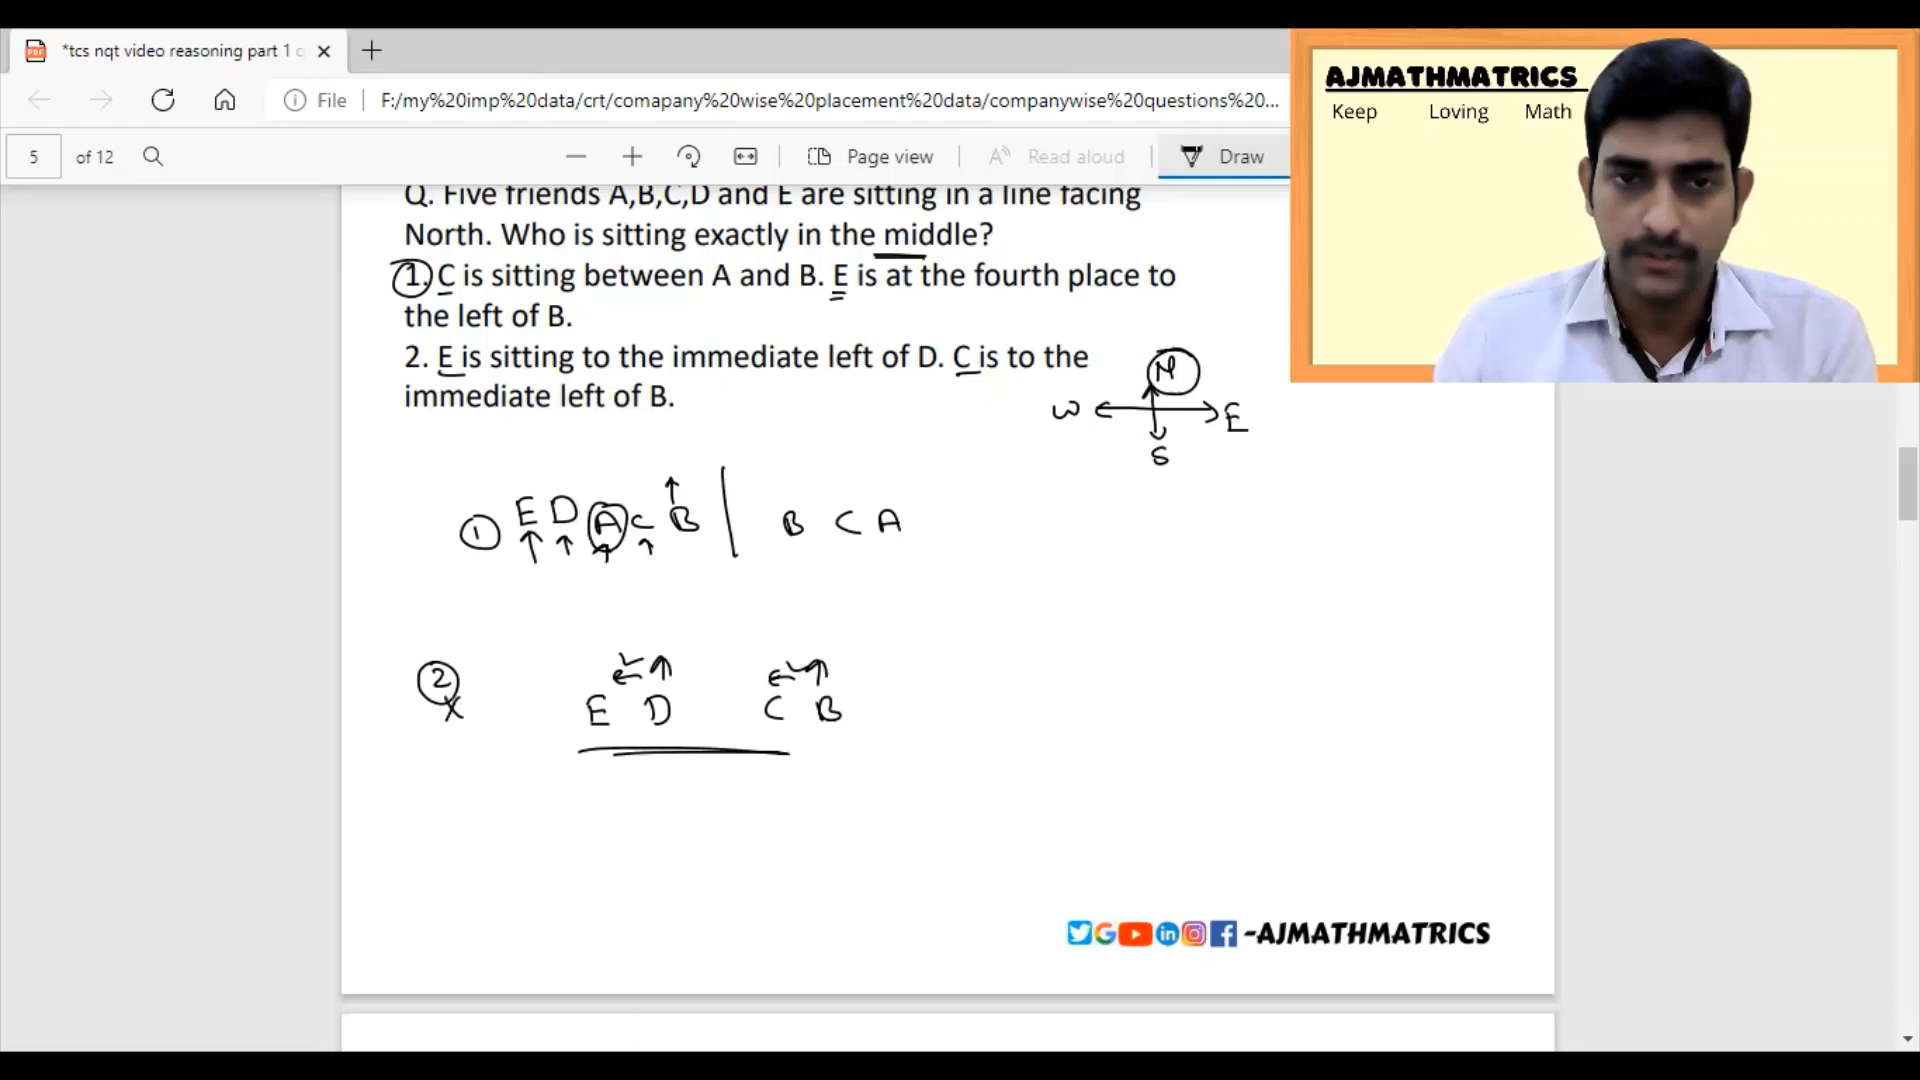 *tcs nqt video reasoning part 1 c
File
F:/my%20imp%20data/crt/comapany%20wise%20placement%20data/companywise%20questions%20...
5 of 12
Page view
Read aloud
Draw
AJMATHMATRICS
Keep Loving Math
Q. Five friends A,B,C,D and E are sitting in a line facing
North. Who is sitting exactly in the middle?
1. C is sitting between A and B. E is at the fourth place to
the left of B.
2. E is sitting to the immediate left of D. C is to the
immediate left of B.
N
W E
S
1 E D A C B B C A
2 X E D C B
-AJMATHMATRICS